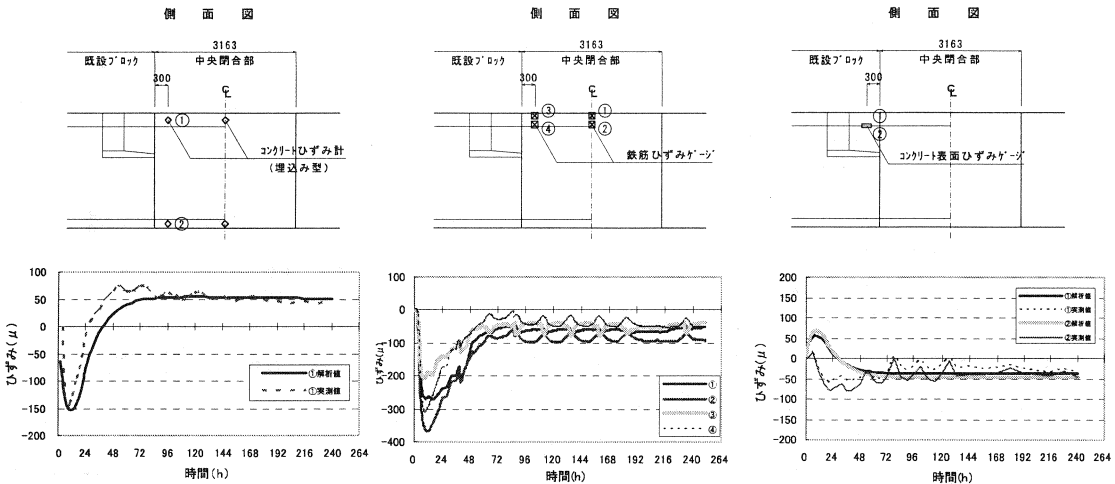 側 面 図
3163
既設ブロック
中央閉合部
300
℄
①
コンクリートひずみ計
(埋込み型)
②
100
50
0
-50
-100
-150
-200
ひずみ(μ)
①解析値
①実測値
0 24 48 72 96 120 144 168 192 216 240 264
時間(h)
側 面 図
3163
既設ブロック
中央閉合部
300
℄
③
①
④
②
鉄筋ひずみゲージ
100
0
-100
-200
-300
-400
ひずみ(μ)
①
②
③
④
0 24 48 72 96 120 144 168 192 216 240 264
時間(h)
側 面 図
3163
既設ブロック
中央閉合部
300
℄
①
②
コンクリート表面ひずみゲージ
200
150
100
50
0
-50
-100
-150
-200
ひずみ(μ)
①解析値
①実測値
②解析値
②実測値
0 24 48 72 96 120 144 168 192 216 240 264
時間(h)